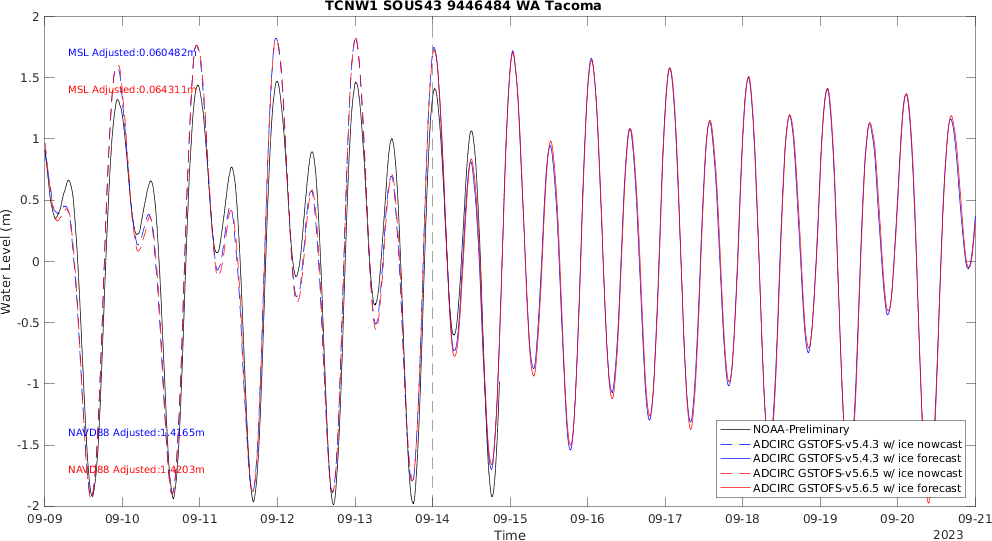 TCNW1 SOUS43 9446484 WA Tacoma
2
1.5
1
0.5
0
-0.5
-1
-1.5
-2
Water Level (m)
MSL Adjusted:0.060482m
MSL Adjusted:0.064311m
NAVD88 Adjusted:1.4165m
NAVD88 Adjusted:1.4203m
NOAA-Preliminary
ADCIRC GSTOFS-v5.4.3 w/ ice nowcast
ADCIRC GSTOFS-v5.4.3 w/ ice forecast
ADCIRC GSTOFS-v5.6.5 w/ ice nowcast
ADCIRC GSTOFS-v5.6.5 w/ ice forecast
09-09 09-10 09-11 09-12 09-13 09-14 09-15 09-16 09-17 09-18 09-19 09-20 09-21
Time
2023